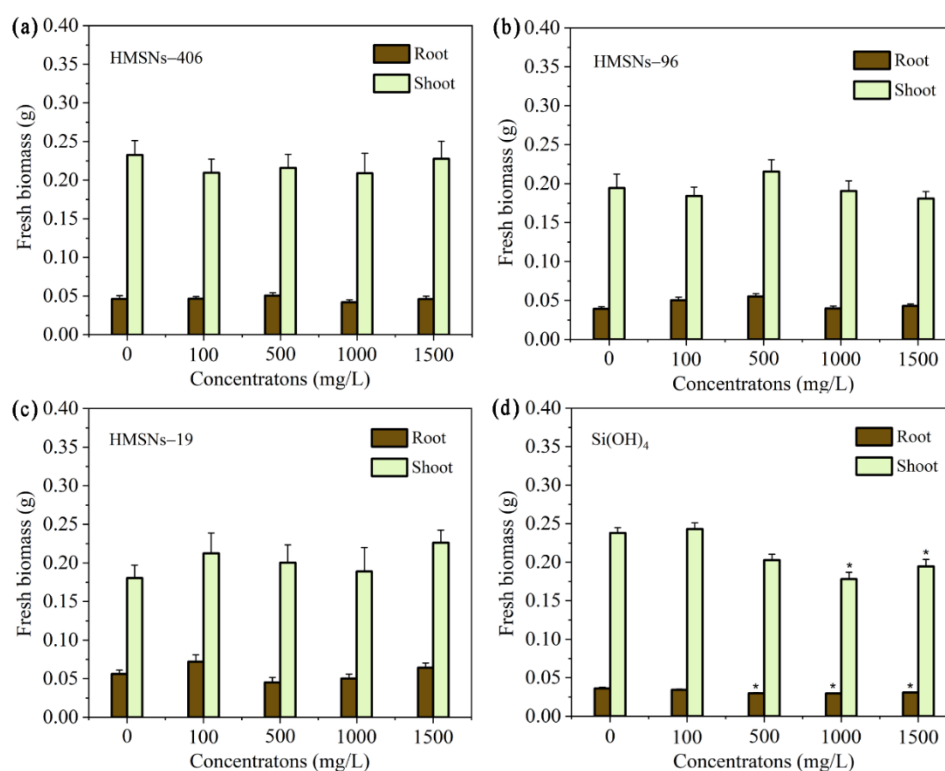 (a)
HMSNs−406
Root
Shoot
Fresh biomass (g)
0.40
0.35
0.30
0.25
0.20
0.15
0.10
0.05
0.00
0 100 500 1000 1500
Concentratons (mg/L)
(b)
HMSNs−96
Root
Shoot
Fresh biomass (g)
0.40
0.35
0.30
0.25
0.20
0.15
0.10
0.05
0.00
0 100 500 1000 1500
Concentratons (mg/L)
(c)
HMSNs−19
Root
Shoot
Fresh biomass (g)
0.40
0.35
0.30
0.25
0.20
0.15
0.10
0.05
0.00
0 100 500 1000 1500
Concentratons (mg/L)
(d)
Si(OH)4
Root
Shoot
Fresh biomass (g)
0.40
0.35
0.30
0.25
0.20
0.15
0.10
0.05
0.00
* *
* * *
0 100 500 1000 1500
Concentratons (mg/L)